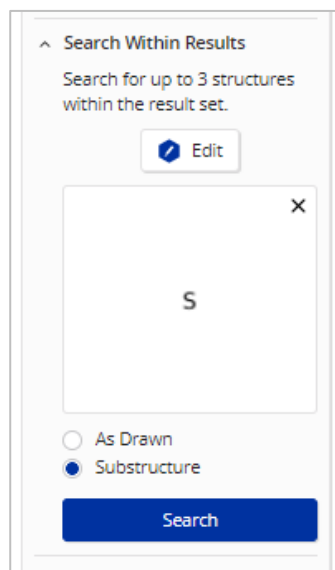 Search Within Results
Search for up to 3 structures
within the result set.
Edit
S
As Drawn
Substructure
Search